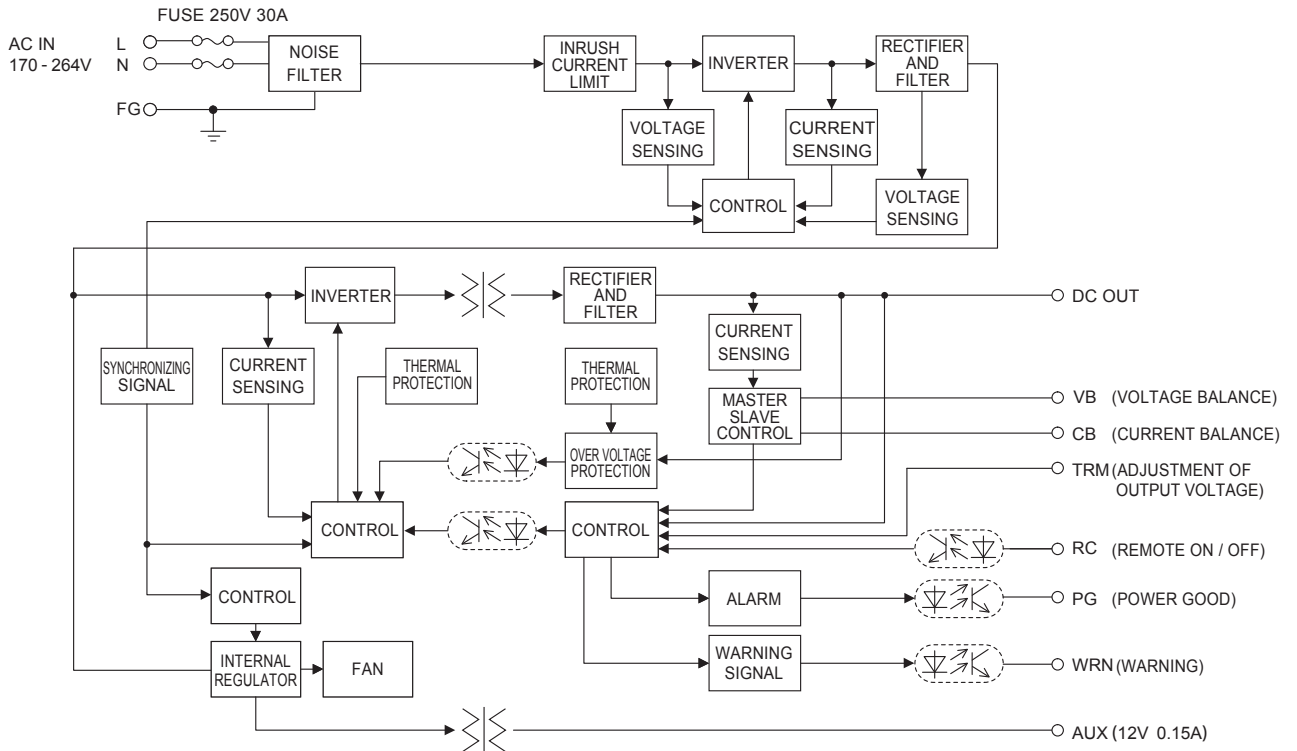 FUSE 250V 30A
AC IN
170 - 264V
L
N
FG
NOISE
FILTER
INRUSH
CURRENT
LIMIT
INVERTER
RECTIFIER
AND
FILTER
VOLTAGE
SENSING
CURRENT
SENSING
CONTROL
VOLTAGE
SENSING
INVERTER
RECTIFIER
AND
FILTER
DC OUT
SYNCHRONIZING
SIGNAL
CURRENT
SENSING
THERMAL
PROTECTION
THERMAL
PROTECTION
CURRENT
SENSING
MASTER
SLAVE
CONTROL
VB (VOLTAGE BALANCE)
CB (CURRENT BALANCE)
OVER VOLTAGE
PROTECTION
TRM (ADJUSTMENT OF
OUTPUT VOLTAGE)
CONTROL
CONTROL
RC (REMOTE ON / OFF)
CONTROL
ALARM
PG (POWER GOOD)
INTERNAL
REGULATOR
FAN
WARNING
SIGNAL
WRN (WARNING)
AUX (12V 0.15A)